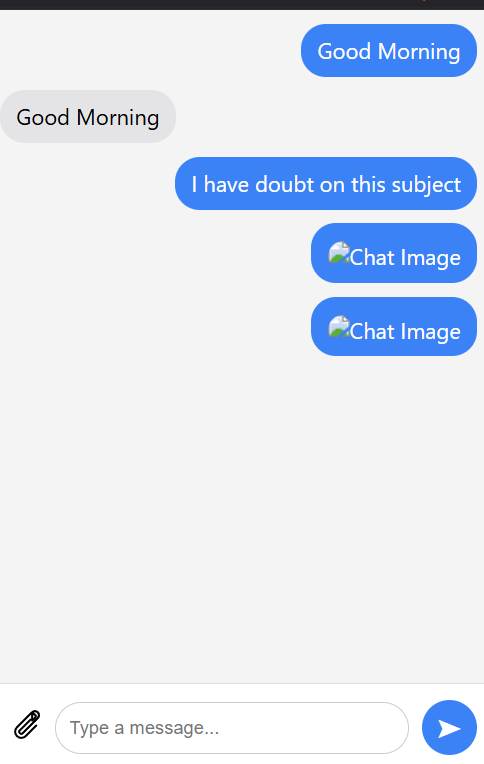 Good Morning
Good Morning
I have doubt on this subject
Chat Image
Chat Image
Type a message...